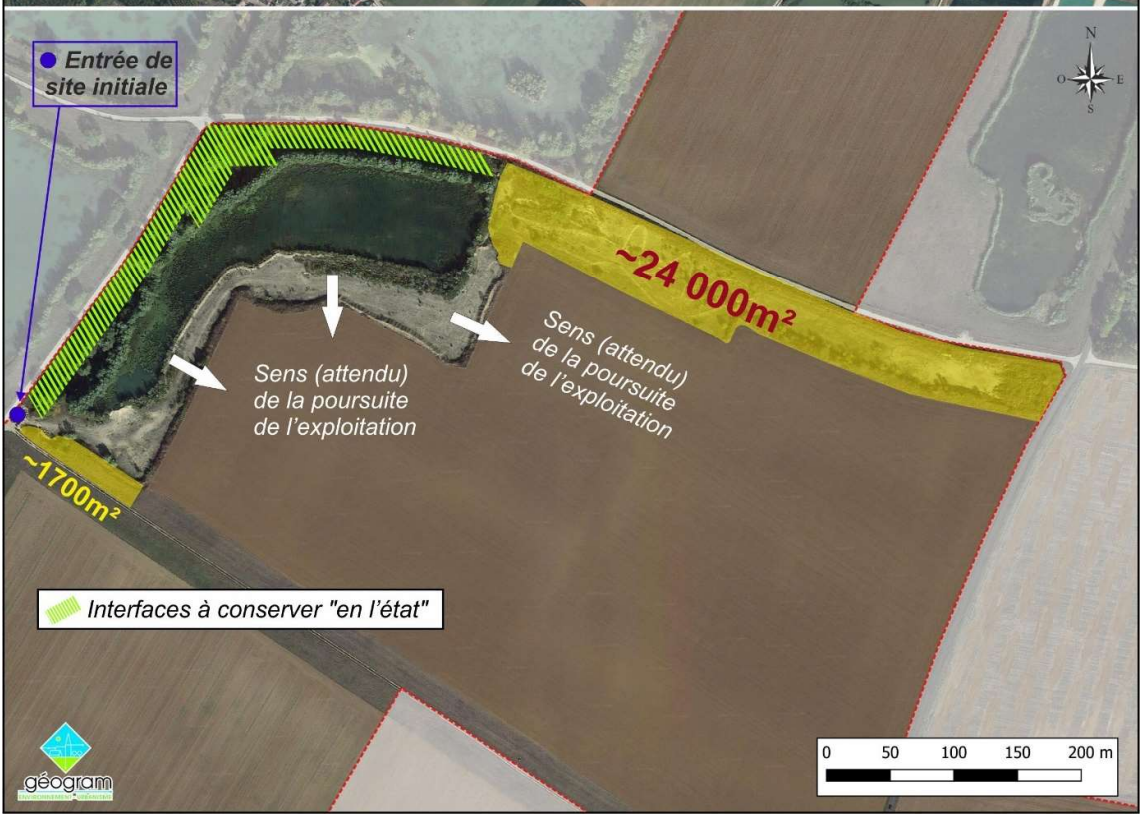 ● Entrée de
site initiale
N
O
E
S
~24 000m²
Sens (attendu)
de la poursuite
de l'exploitation
Sens (attendu)
de la poursuite
de l'exploitation
~1700m²
Interfaces à conserver "en l'état"
géogram
0 50 100 150 200 m